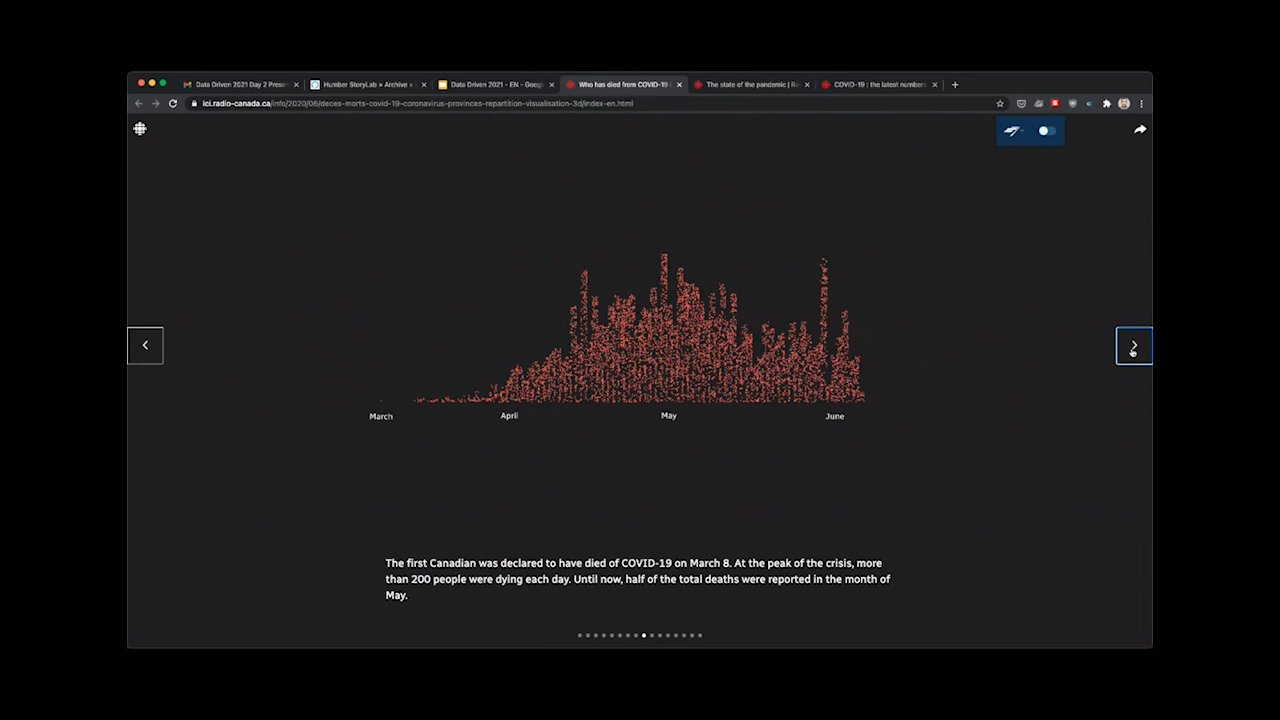 Data Driven 2021 Day 2 Prese
Humber StoryLab » Archive »
Data Driven 2021 - EN - Goog
Who has died from COVID-19
The state of the pandemic | R
COVID-19 : the latest numbers
ici.radio-canada.ca/info/2020/06/deces-morts-covid-19-coronavirus-provinces-repartition-visualisation-3d/index-en.html
March April May June
The first Canadian was declared to have died of COVID-19 on March 8. At the peak of the crisis, more
than 200 people were dying each day. Until now, half of the total deaths were reported in the month of
May.